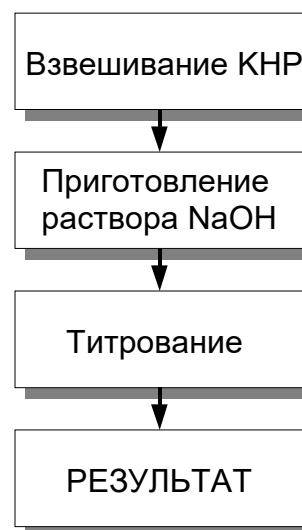 Взвешивание KHP
Приготовление
раствора NaOH
Титрование
РЕЗУЛЬТАТ